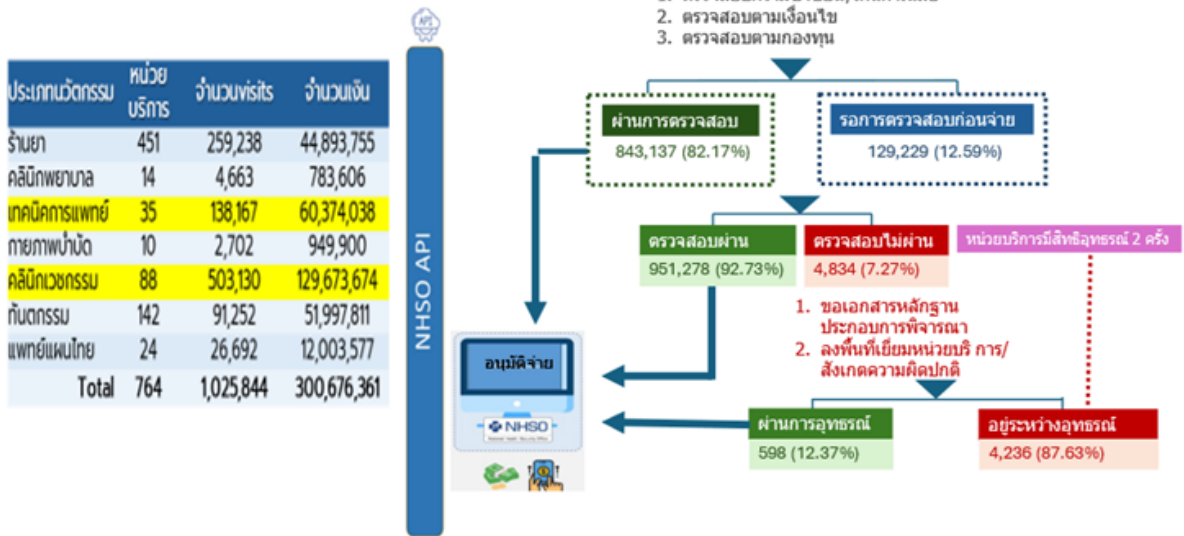 API
2. ตรวจสอบตามเงื่อนไข
3. ตรวจสอบตามกองทุน
ประเภทนวัตกรรม หน่วยบริการ จำนวนvisits จำนวนเงิน
ร้านยา 451 259,238 44,893,755
คลินิกพยาบาล 14 4,663 783,606
เทคนิคการแพทย์ 35 138,167 60,374,038
กายภาพบำบัด 10 2,702 949,900
คลินิกเวชกรรม 88 503,130 129,673,674
ทันตกรรม 142 91,252 51,997,811
แพทย์แผนไทย 24 26,692 12,003,577
Total 764 1,025,844 300,676,361
NHSO API
ผ่านการตรวจสอบ
843,137 (82.17%)
รอการตรวจสอบก่อนจ่าย
129,229 (12.59%)
ตรวจสอบผ่าน
951,278 (92.73%)
ตรวจสอบไม่ผ่าน
4,834 (7.27%)
หน่วยบริการมีสิทธิอุทธรณ์ 2 ครั้ง
1. ขอเอกสารหลักฐาน
ประกอบการพิจารณา
2. ลงพื้นที่เยี่ยมหน่วยบริ การ/
สังเกตความผิดปกติ
อนุมัติจ่าย
NHSO
National Health Security Office
ผ่านการอุทธรณ์
598 (12.37%)
อยู่ระหว่างอุทธรณ์
4,236 (87.63%)